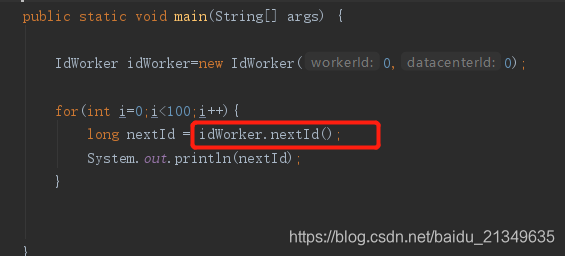 public static void main(String[] args) {
IdWorker idWorker=new IdWorker( workerId: 0, datacenterId: 0);
for(int i=0;i<100;i++){
long nextId = idWorker.nextId();
System.out.println(nextId);
}
}
https://blog.csdn.net/baidu_21349635